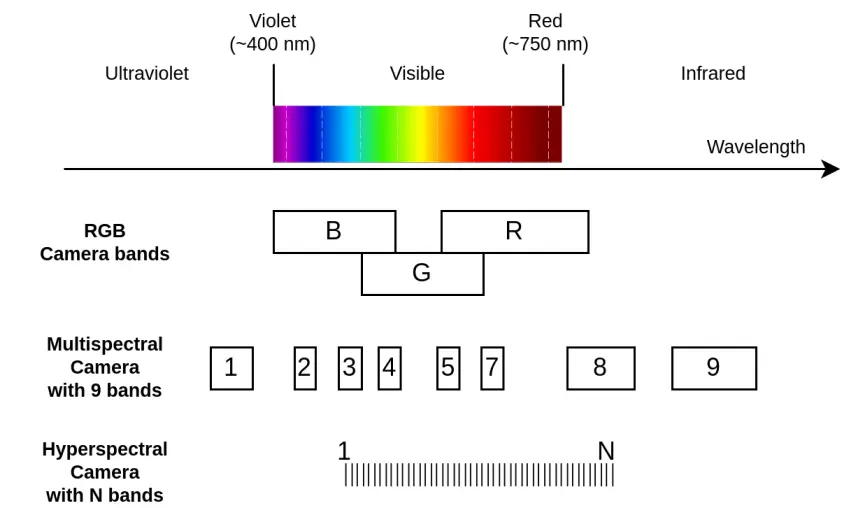 Violet
(~400 nm)
Red
(~750 nm)
Ultraviolet
Visible
Infrared
Wavelength
RGB
Camera bands
B
R
G
Multispectral
Camera
with 9 bands
1 2 3 4 5 7 8 9
Hyperspectral
Camera
with N bands
1 N